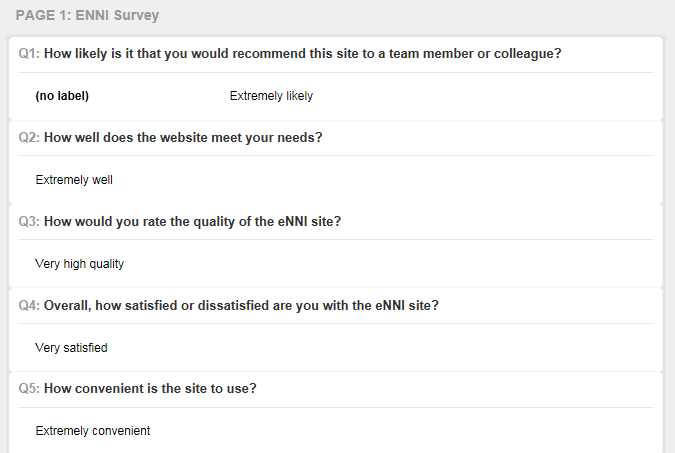 PAGE 1: ENNI Survey
Q1: How likely is it that you would recommend this site to a team member or colleague?
(no label) Extremely likely
Q2: How well does the website meet your needs?
Extremely well
Q3: How would you rate the quality of the eNNI site?
Very high quality
Q4: Overall, how satisfied or dissatisfied are you with the eNNI site?
Very satisfied
Q5: How convenient is the site to use?
Extremely convenient